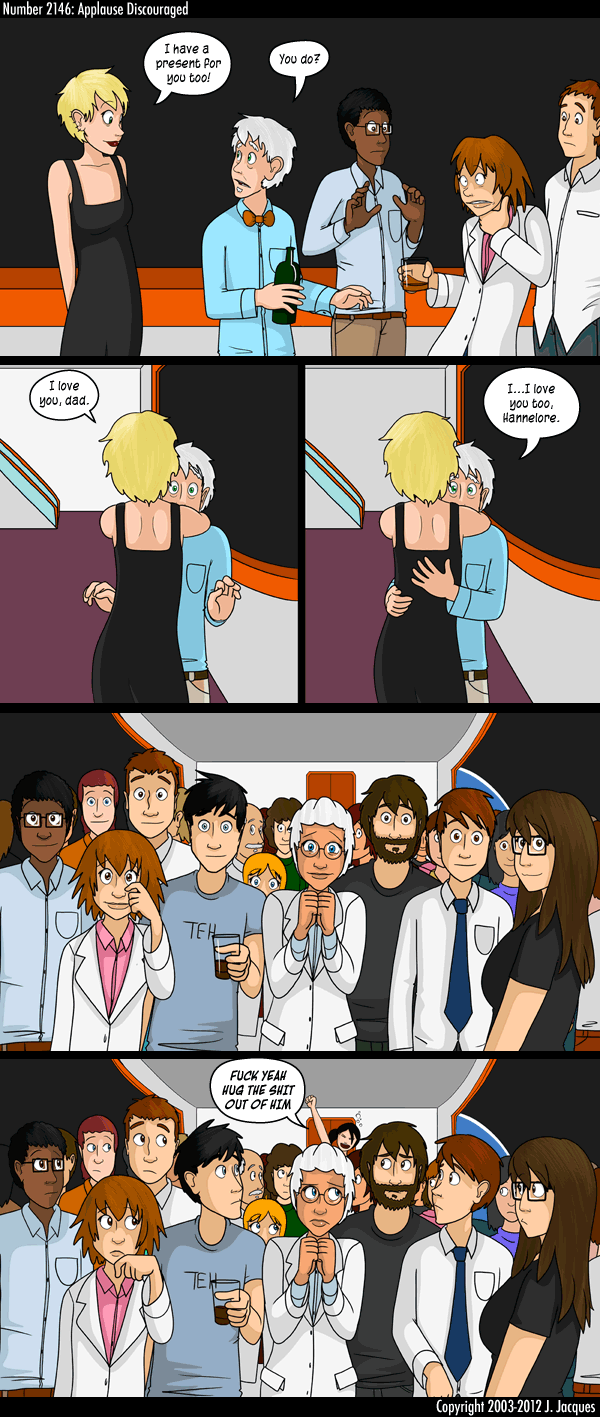 Number 2146: Applause Discouraged
I have a
present for
you too!
You do?
I love
you, dad.
I...I love
you too,
Hannelore.
TEH
FUCK YEAH
HUG THE SHIT
OUT OF HIM
TEH
Copyright 2003-2012 J. Jacques